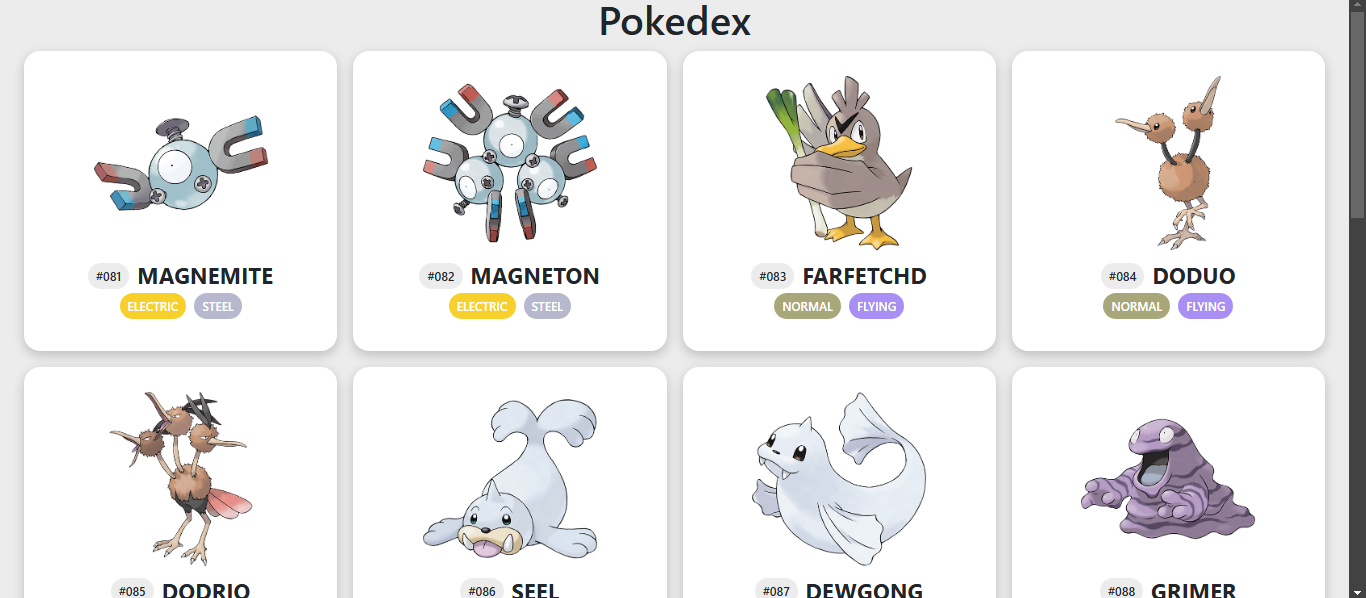 Pokedex
#081 MAGNEMITE
ELECTRIC STEEL
#082 MAGNETON
ELECTRIC STEEL
#083 FARFETCHD
NORMAL FLYING
#084 DODUO
NORMAL FLYING
#085 DODRIO
#086 SEEL
#087 DEWGONG
#088 GRIMER